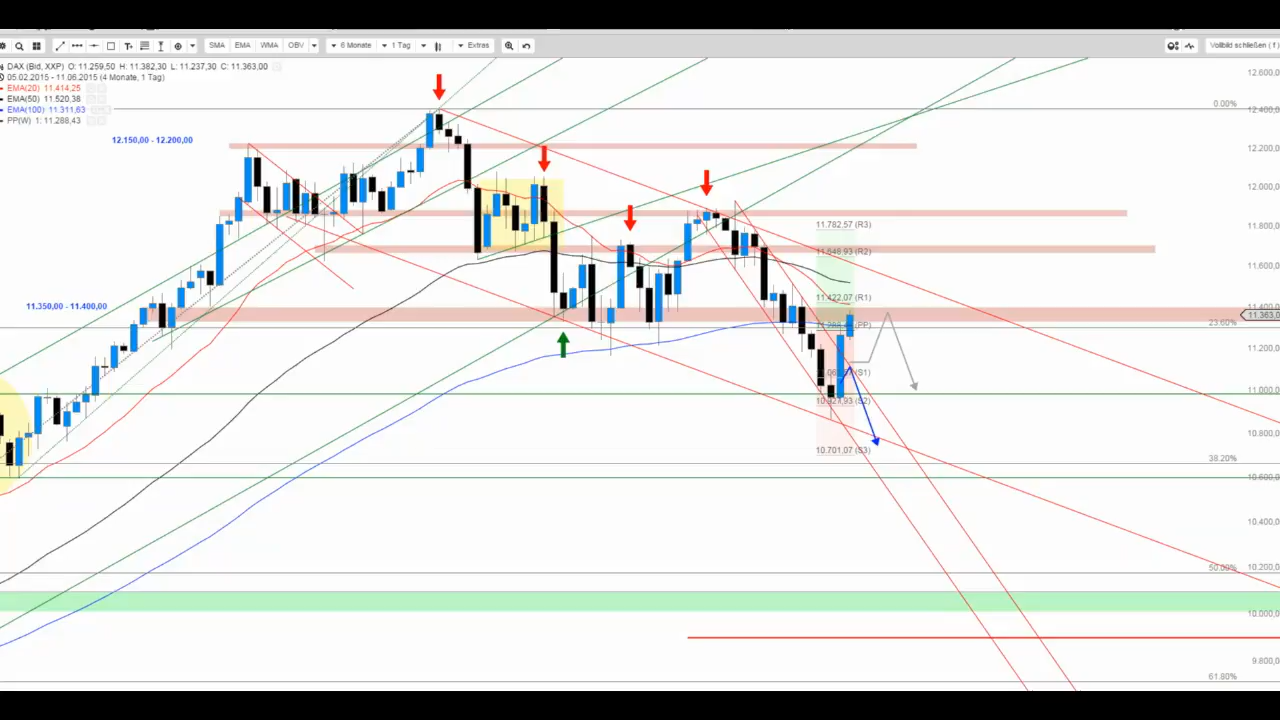 SMA EMA WMA OBV 6 Monate 1 Tag Extras Vollbild schließen ( f )
DAX (Bid, XXP) O: 11.259,50 H: 11.382,30 L: 11.237,30 C: 11.363,00
05.02.2015 - 11.06.2015 (4 Monate, 1 Tag)
EMA(20) 11.414,25
EMA(50) 11.520,38
EMA(100) 11.311,63
PP(W) 1: 11.288,43
12.600,0
0.00%
12.400,0
12.150,00 - 12.200,00
12.200,0
12.000,0
11.782,57 (R3)
11.800,0
11.648,93 (R2)
11.600,0
11.422,07 (R1)
11.350,00 - 11.400,00
11.400,0
11.363,0
23.60%
(PP)
11.200,0
(S1)
11.000,0
(S2)
10.800,0
10.701,07 (S3)
38.20%
10.600,0
10.400,0
50.00%
10.200,0
10.000,0
9.800,0
61.80%